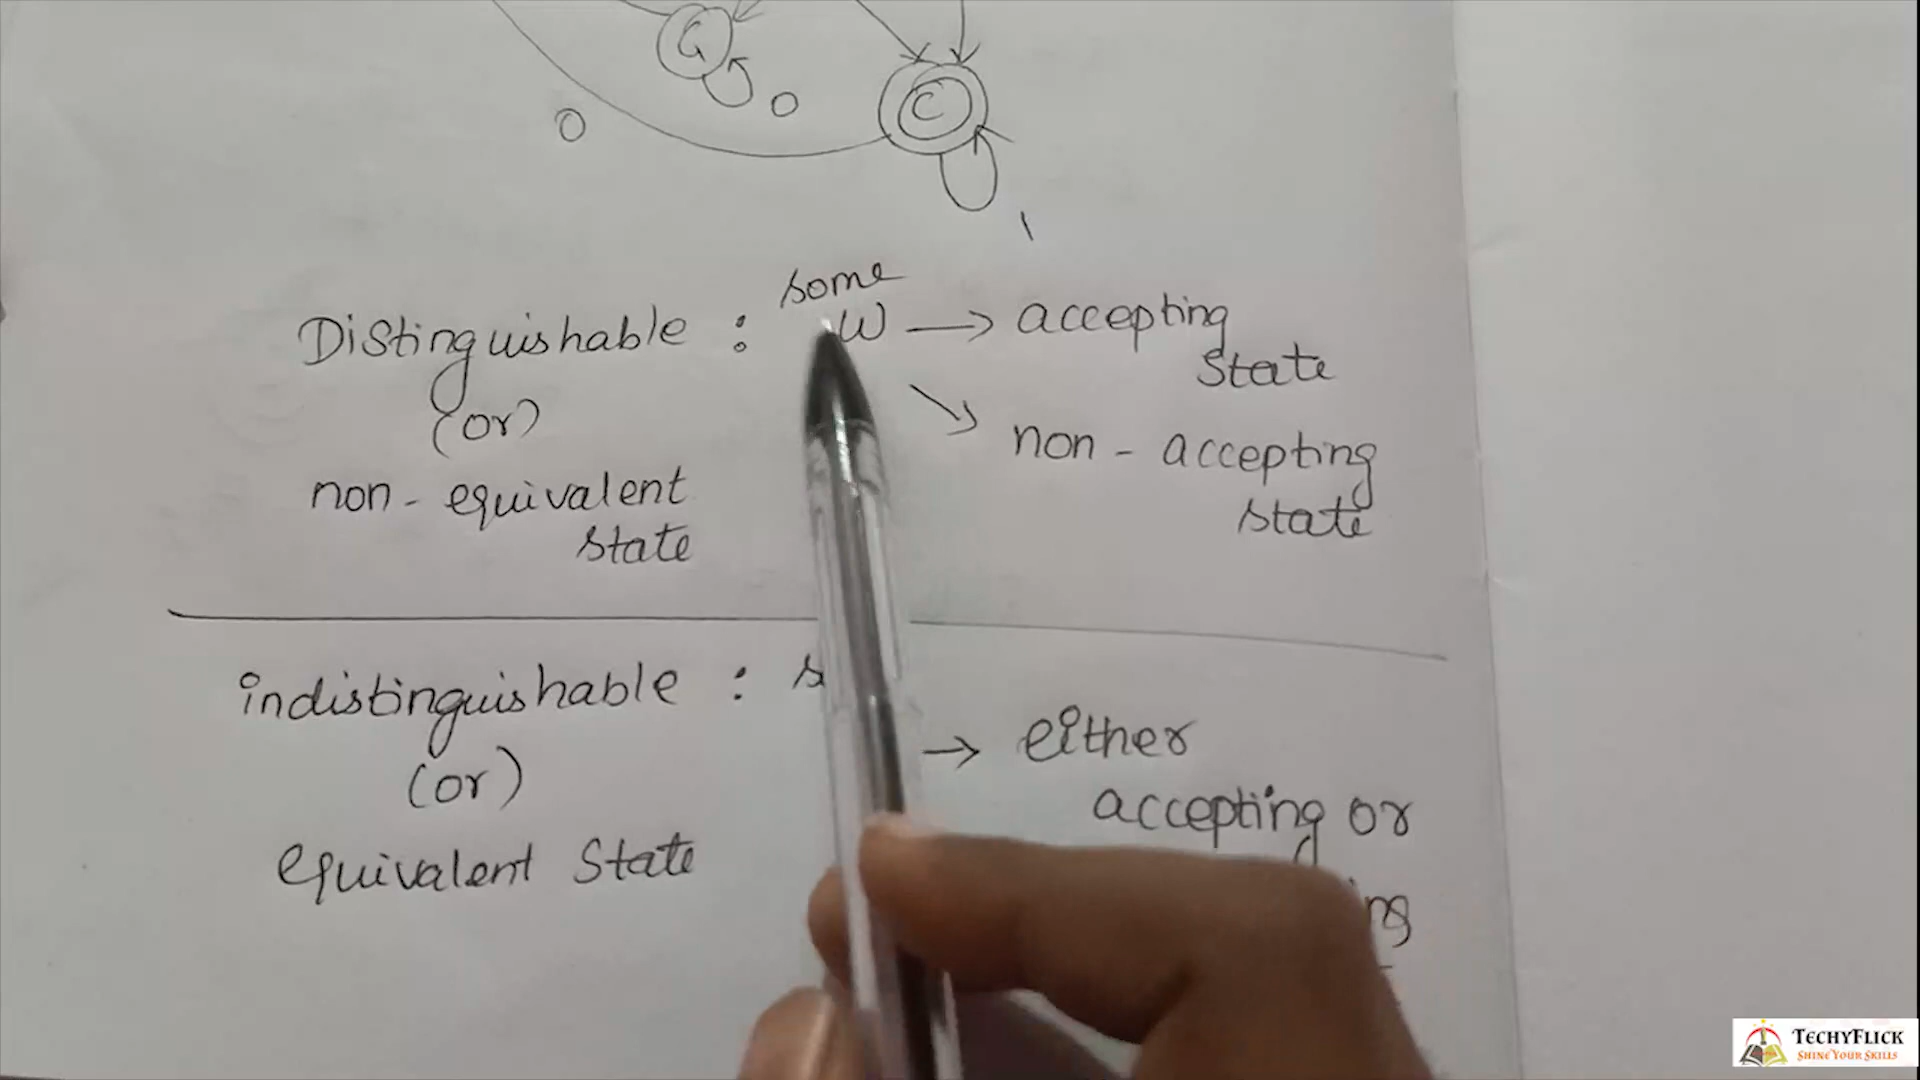 G
0
0
C
1
some
Distinguishable : w → accepting state
(or)
non - accepting state
non - equivalent state
indistinguishable :
→ either
(or)
accepting or
equivalent State
TECHYFLICK
SHINE YOUR SKILLS